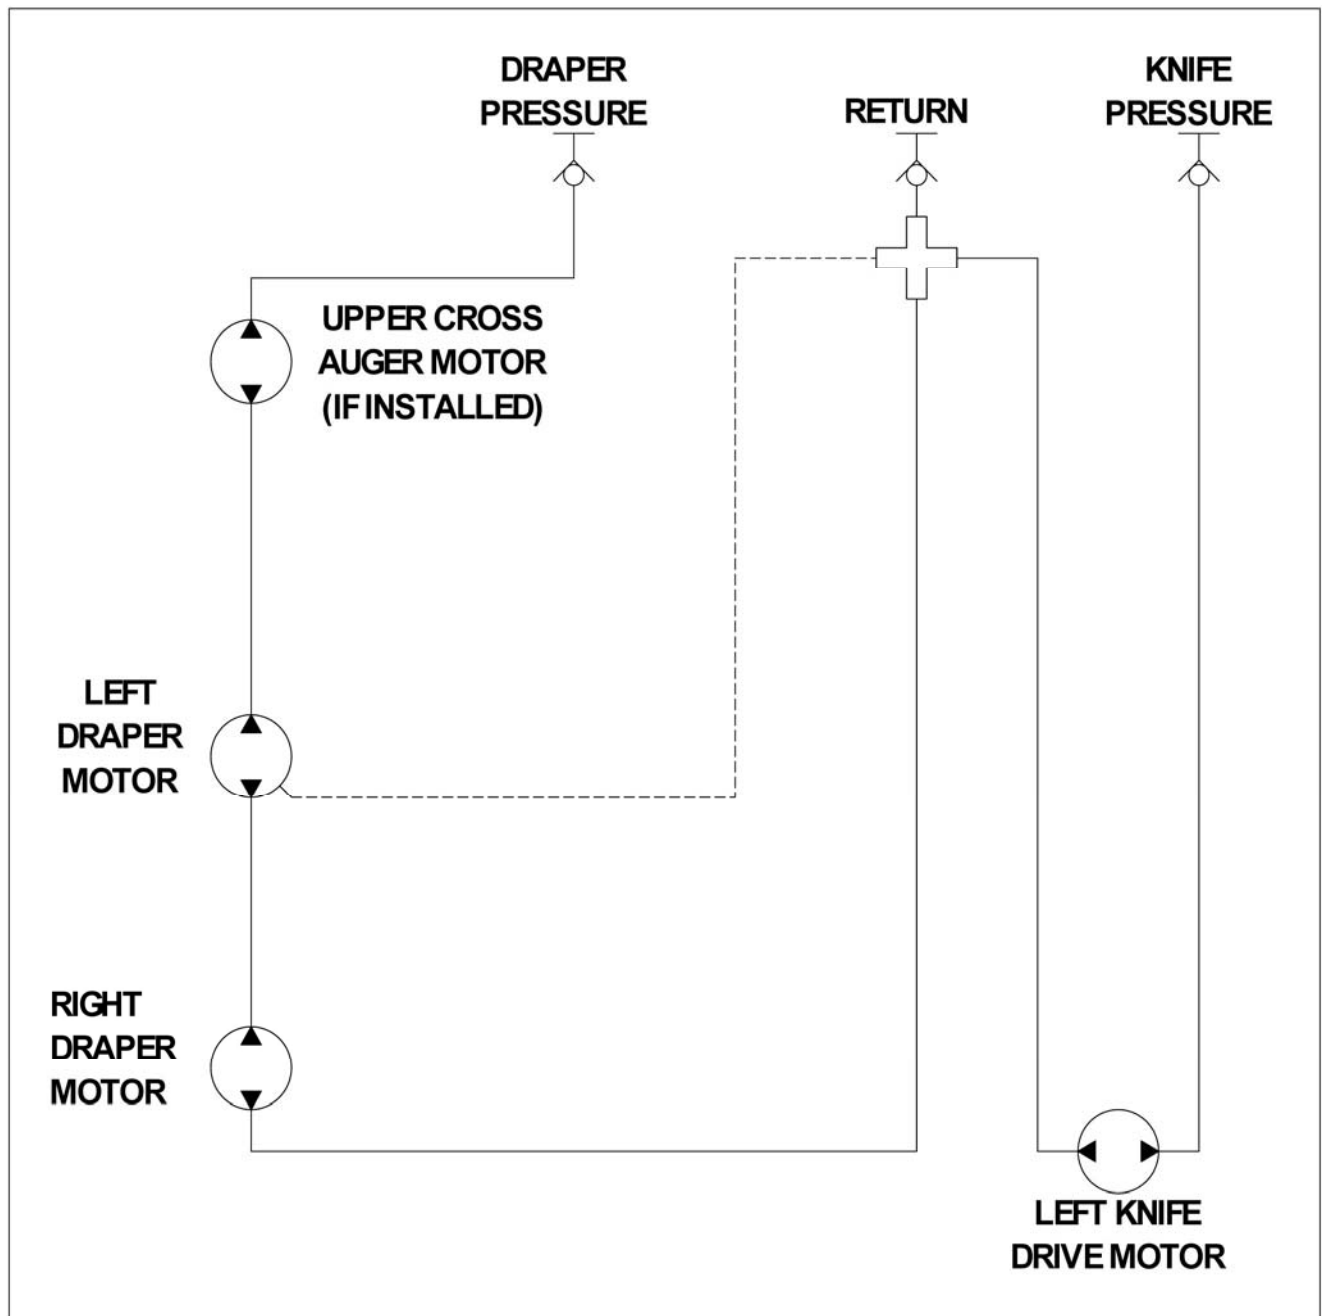 DRAPER
PRESSURE
RETURN
KNIFE
PRESSURE
UPPER CROSS
AUGER MOTOR
(IF INSTALLED)
LEFT
DRAPER
MOTOR
RIGHT
DRAPER
MOTOR
LEFT KNIFE
DRIVE MOTOR